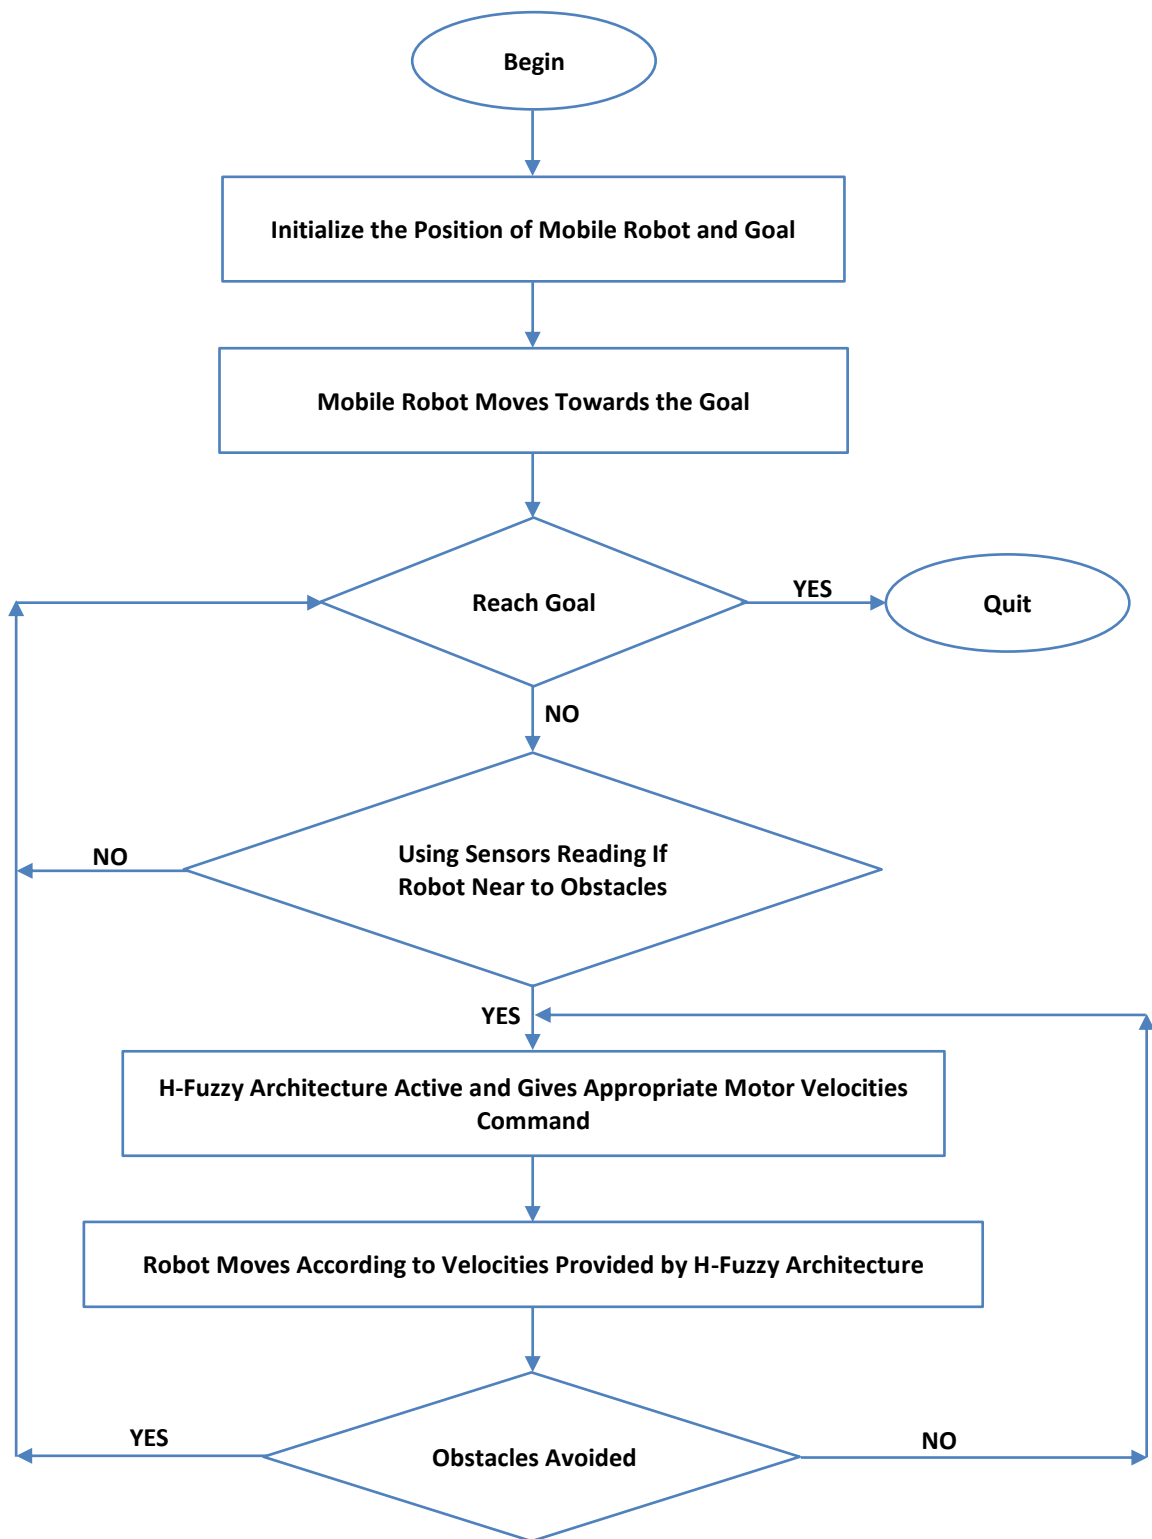 Begin
Initialize the Position of Mobile Robot and Goal
Mobile Robot Moves Towards the Goal
Reach Goal
YES
Quit
NO
Using Sensors Reading If
Robot Near to Obstacles
NO
YES
H-Fuzzy Architecture Active and Gives Appropriate Motor Velocities
Command
Robot Moves According to Velocities Provided by H-Fuzzy Architecture
YES
Obstacles Avoided
NO